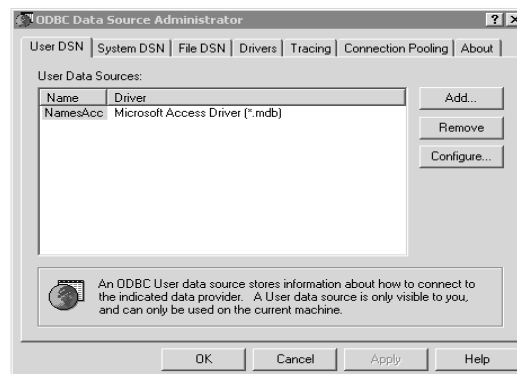 ODBC Data Source Administrator
User DSN System DSN File DSN Drivers Tracing Connection Pooling About
User Data Sources:
Name Driver
NamesAcc Microsoft Access Driver (*.mdb)
Add...
Remove
Configure...
An ODBC User data source stores information about how to connect to
the indicated data provider. A User data source is only visible to you,
and can only be used on the current machine.
OK Cancel Apply Help